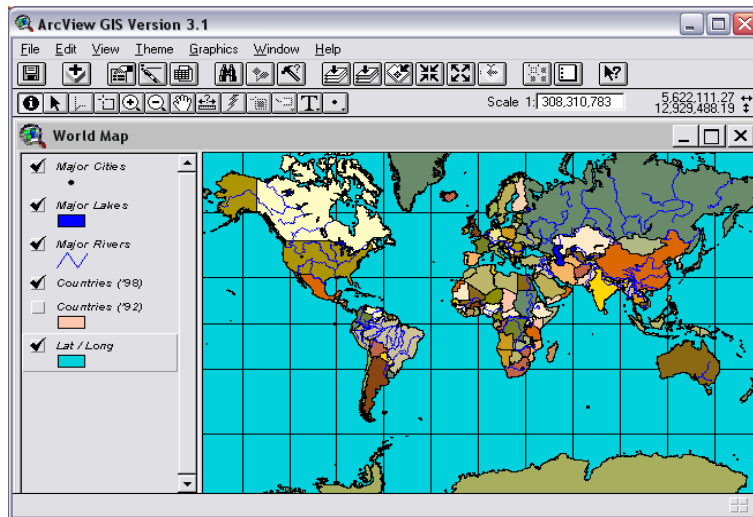 ArcView GIS Version 3.1
File Edit View Theme Graphics Window Help
Scale 1: 308,310,783
5,622,111.27
12,929,488.19
World Map
Major Cities
Major Lakes
Major Rivers
Countries ('98)
Countries ('92)
Lat / Long